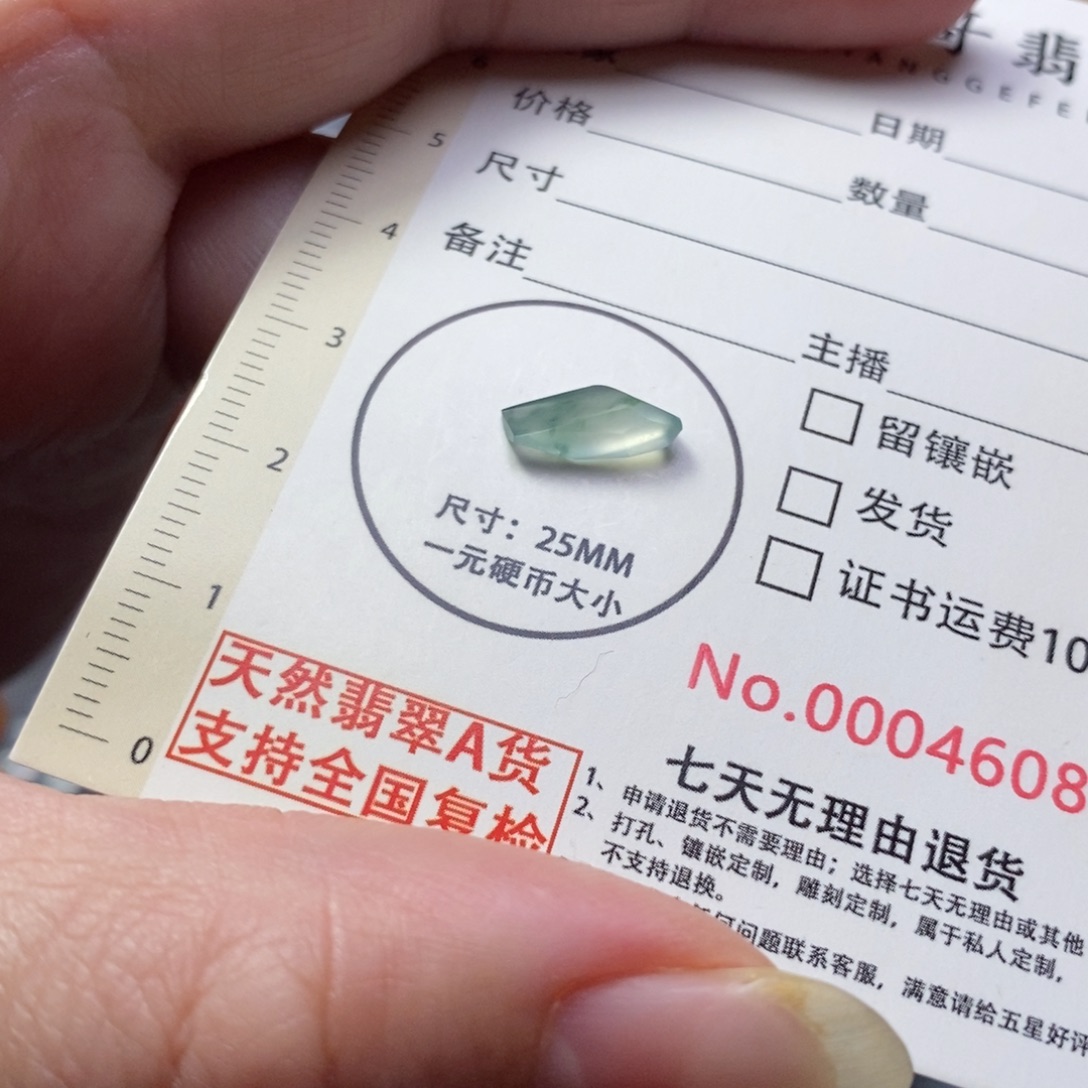 翡
价格
日期
尺寸
数量
备注
主播
留镶嵌
发货
证书运费10
5
4
3
2
1
0
尺寸：25MM
一元硬币大小
No.0004608
天然翡翠A货
支持全国复检
七天无理由退货
1、申请退货不需要理由；选择七天无理由或其他
2、打孔、镶嵌定制，雕刻定制，属于私人定制，
不支持退换。
问题联系客服，满意请给五星好评